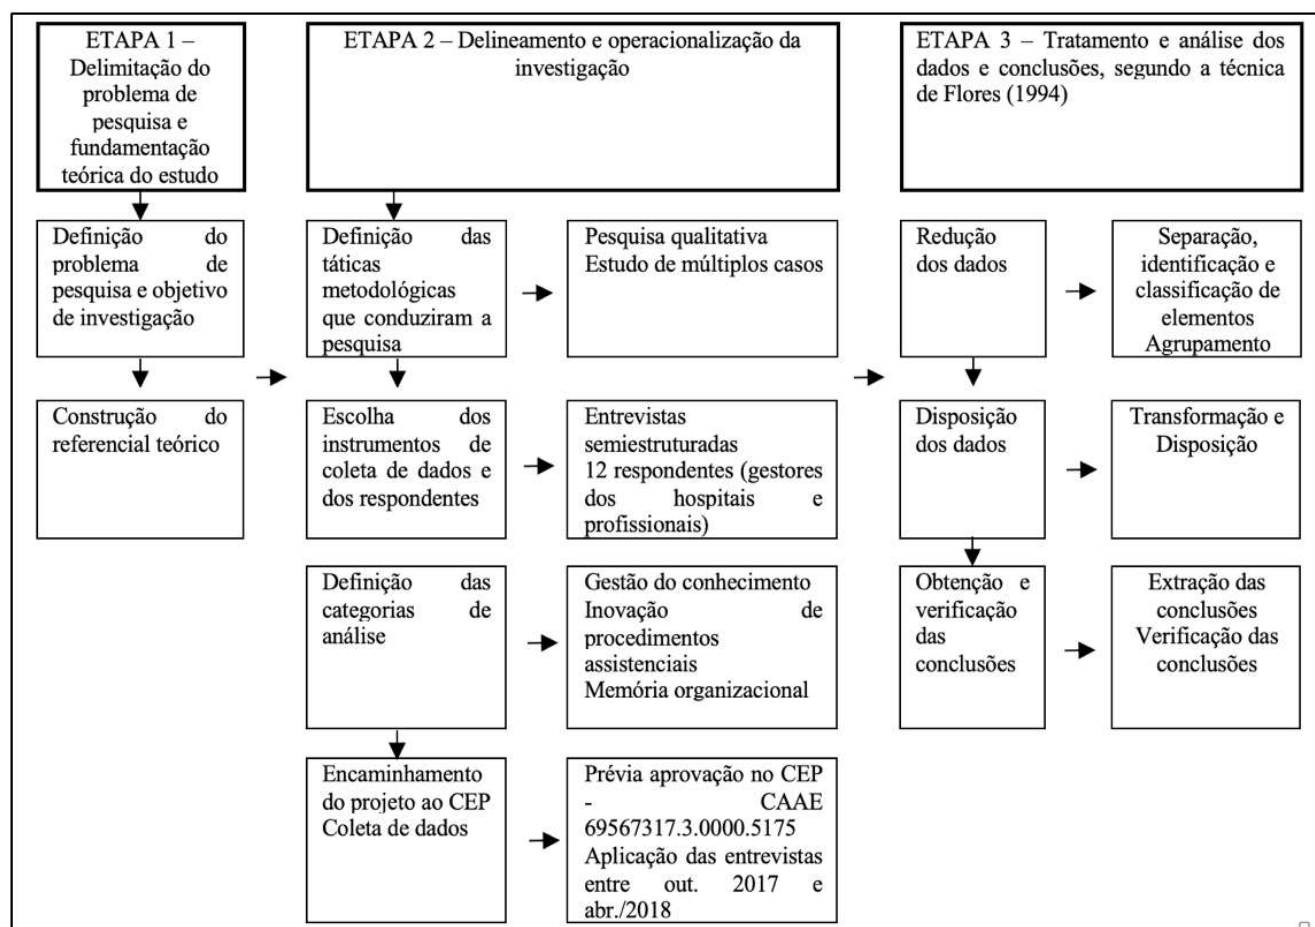 ETAPA 1 –
Delimitação do
problema de
pesquisa e
fundamentação
teórica do estudo
ETAPA 2 – Delineamento e operacionalização da
investigação
ETAPA 3 – Tratamento e análise dos
dados e conclusões, segundo a técnica
de Flores (1994)
Definição do
problema de
pesquisa e objetivo
de investigação
Construção do
referencial teórico
Definição das
táticas
metodológicas
que conduziram a
pesquisa
Pesquisa qualitativa
Estudo de múltiplos casos
Escolha dos
instrumentos de
coleta de dados e
dos respondentes
Entrevistas
semiestruturadas
12 respondentes (gestores
dos hospitais e
profissionais)
Definição das
categorias de
análise
Gestão do conhecimento
Inovação de
procedimentos
assistenciais
Memória organizacional
Encaminhamento
do projeto ao CEP
Coleta de dados
Prévia aprovação no CEP
- CAAE
69567317.3.0000.5175
Aplicação das entrevistas
entre out. 2017 e
abr./2018
Redução
dos dados
Separação,
identificação e
classificação de
elementos
Agrupamento
Disposição
dos dados
Transformação e
Disposição
Obtenção e
verificação
das
conclusões
Extração das
conclusões
Verificação das
conclusões